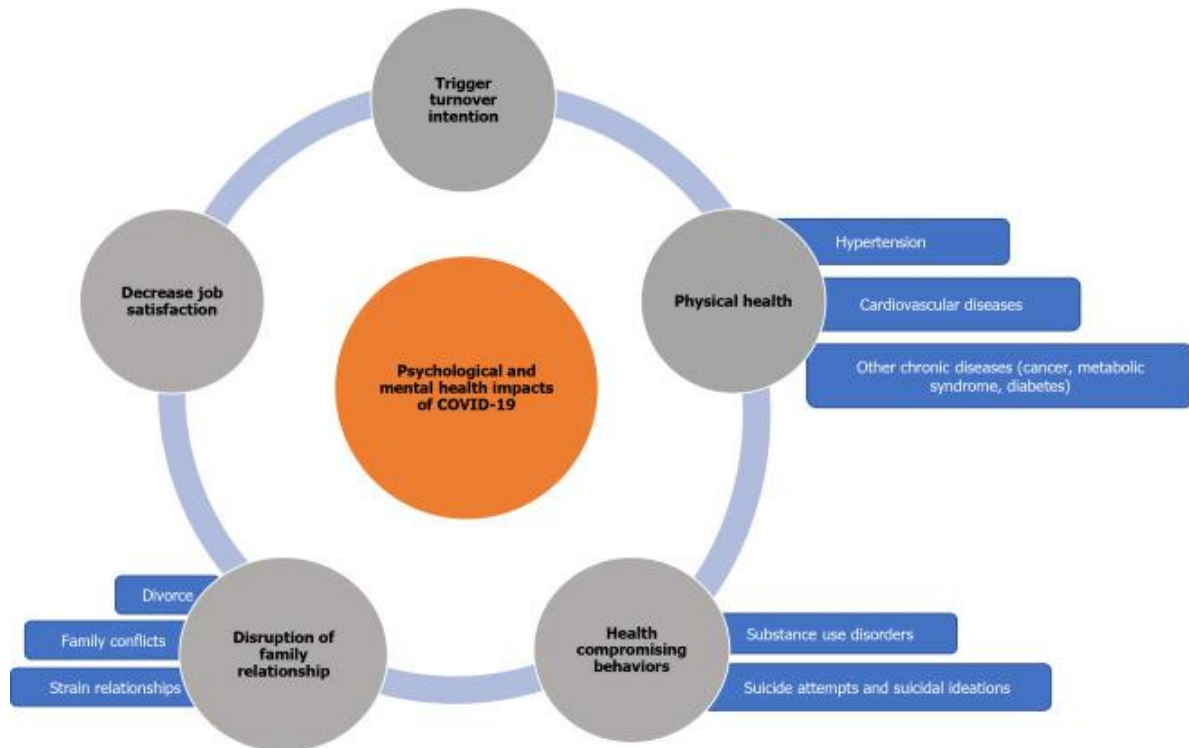 Trigger
turnover
intention
Hypertension
Physical health
Cardiovascular diseases
Other chronic diseases (cancer, metabolic
syndrome, diabetes)
Decrease job
satisfaction
Psychological and
mental health impacts
of COVID-19
Divorce
Family conflicts
Strain relationships
Disruption of
family
relationship
Health
compromising
behaviors
Substance use disorders
Suicide attempts and suicidal ideations